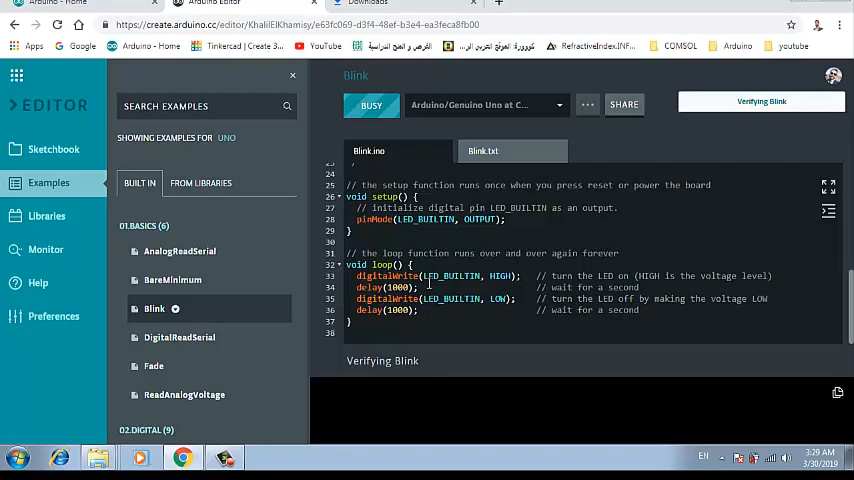 Arduino - Home
Arduino Editor
Downloads
https://create.arduino.cc/editor/KhalilElKhamisy/e63fc069-d3f4-48ef-b3e4-ea3feca8fb00
Apps
Google
Arduino - Home
Tinkercad | Create 3...
YouTube
RefractiveIndex.INF...
COMSOL
Arduino
youtube
EDITOR
Sketchbook
Examples
Libraries
Monitor
Help
Preferences
SEARCH EXAMPLES
SHOWING EXAMPLES FOR UNO
BUILT IN
FROM LIBRARIES
01.BASICS (6)
AnalogReadSerial
BareMinimum
Blink
DigitalReadSerial
Fade
ReadAnalogVoltage
02.DIGITAL (9)
Blink
BUSY
Arduino/Genuino Uno at C...
SHARE
Verifying Blink
Blink.ino
Blink.txt
23 */
24
25 // the setup function runs once when you press reset or power the board
26 void setup() {
27 // initialize digital pin LED_BUILTIN as an output.
28 pinMode(LED_BUILTIN, OUTPUT);
29 }
30
31 // the loop function runs over and over again forever
32 void loop() {
33 digitalWrite(LED_BUILTIN, HIGH); // turn the LED on (HIGH is the voltage level)
34 delay(1000); // wait for a second
35 digitalWrite(LED_BUILTIN, LOW); // turn the LED off by making the voltage LOW
36 delay(1000); // wait for a second
37 }
38
Verifying Blink
EN
3:29 AM
3/30/2019